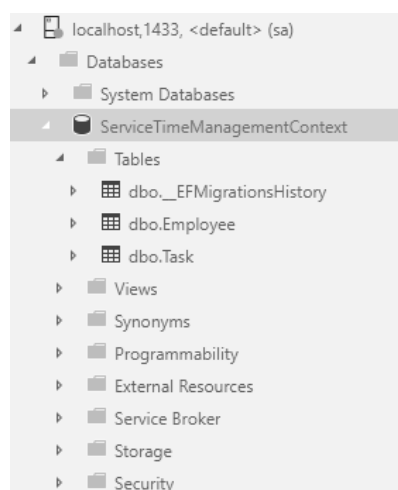 localhost,1433, <default> (sa)
Databases
System Databases
ServiceTimeManagementContext
Tables
dbo.__EFMigrationsHistory
dbo.Employee
dbo.Task
Views
Synonyms
Programmability
External Resources
Service Broker
Storage
Security